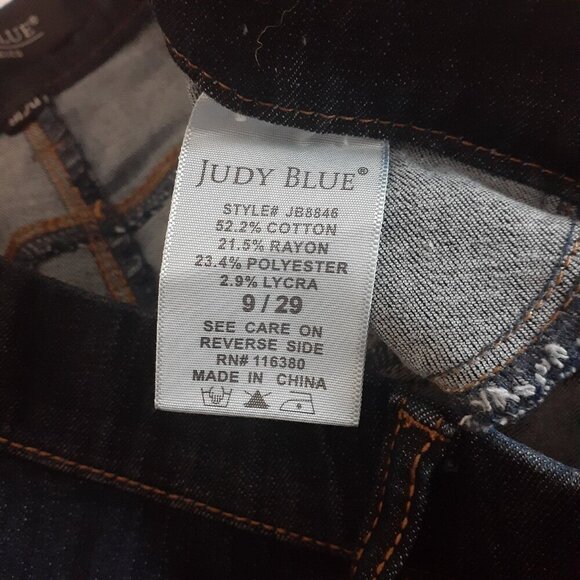 LUE®
JUDY BLUE®
STYLE# JB8846
52.2% COTTON
21.5% RAYON
23.4% POLYESTER
2.9% LYCRA
9 / 29
SEE CARE ON
REVERSE SIDE
RN# 116380
MADE IN CHINA